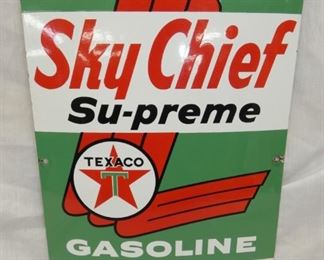 Sky Chief
Su-preme
TEXACO
T
GASOLINE